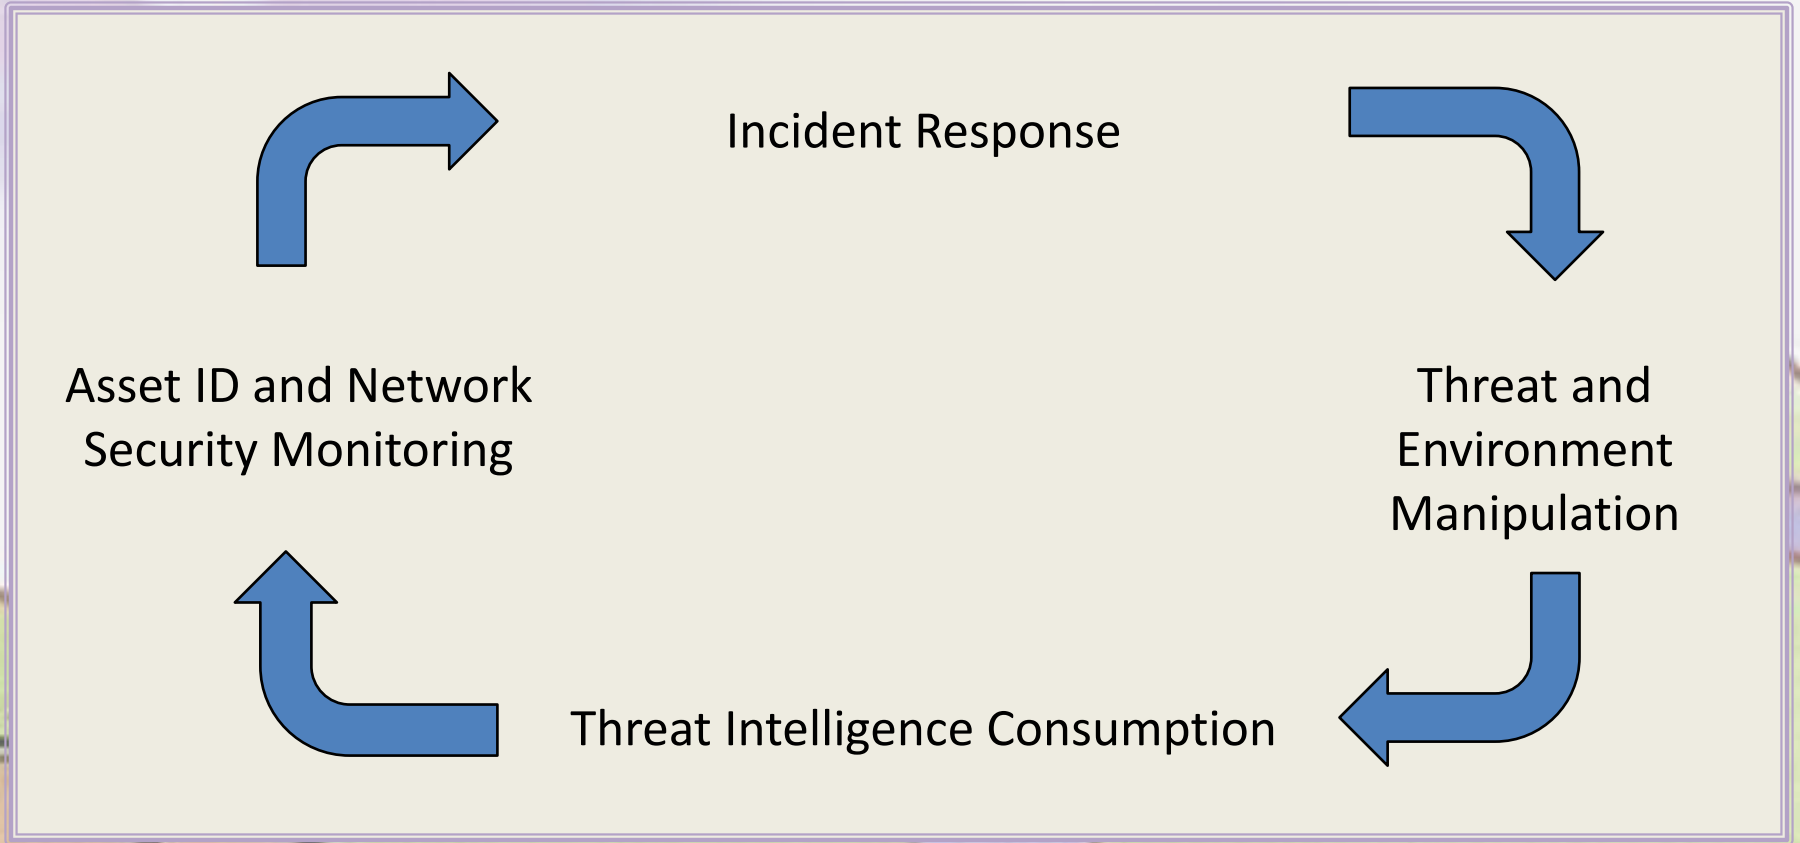 Incident Response
Asset ID and Network
Security Monitoring
Threat and
Environment
Manipulation
Threat Intelligence Consumption